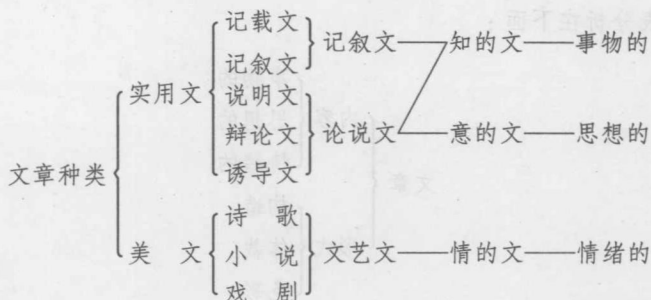 记载文
记叙文
实用文 说明文
辩论文
诱导文
记叙文——知的文——事物的
论说文——意的文——思想的
文章种类
诗 歌
美 文 小 说 文艺文——情的文——情绪的
戏 剧